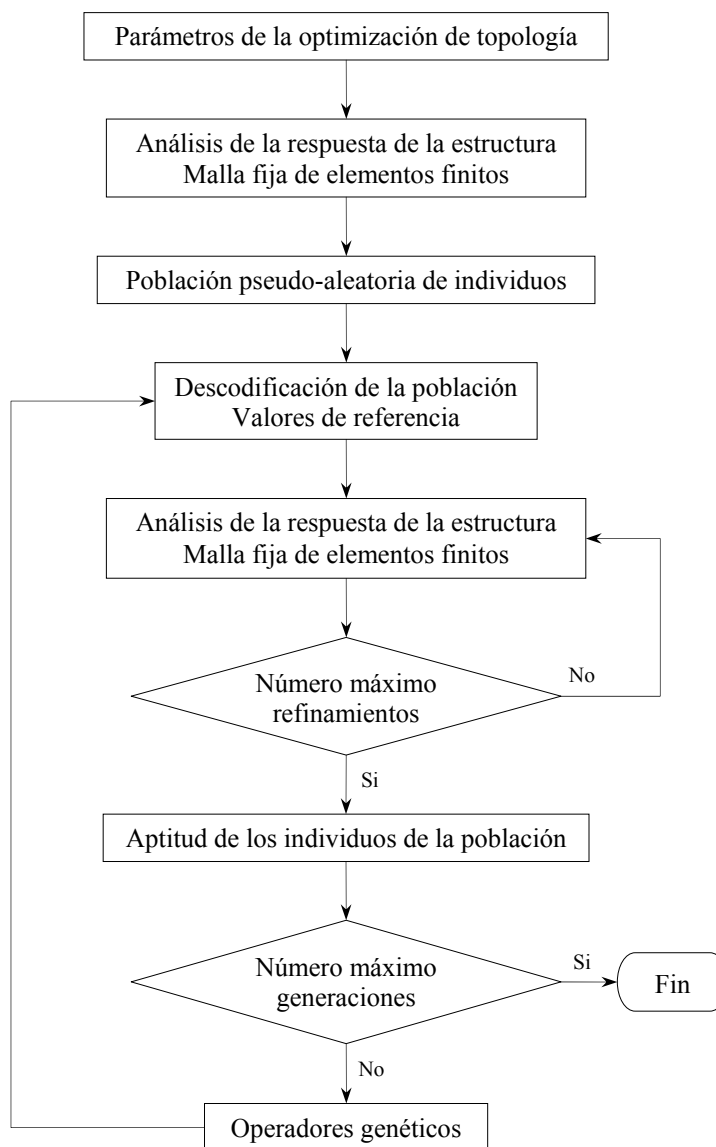 Parámetros de la optimización de topología
Análisis de la respuesta de la estructura
Malla fija de elementos finitos
Población pseudo-aleatoria de individuos
Descodificación de la población
Valores de referencia
Análisis de la respuesta de la estructura
Malla fija de elementos finitos
Número máximo
refinamientos
No
Si
Aptitud de los individuos de la población
Número máximo
generaciones
Si
Fin
No
Operadores genéticos